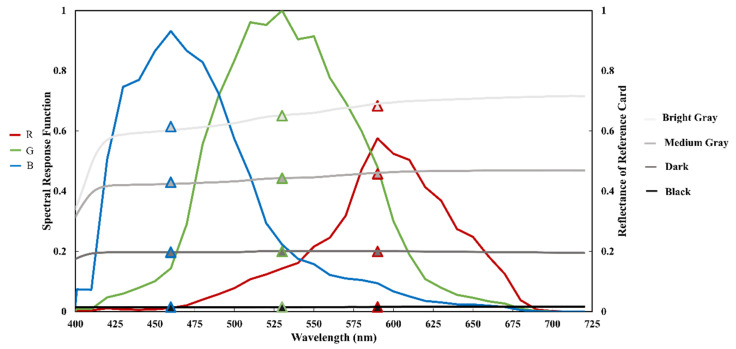 1
0.8
0.6
0.4
0.2
0
Spectral Response Function
R
G
B
400 425 450 475 500 525 550 575 600 625 650 675 700 725
Wavelength (nm)
1
0.8
0.6
0.4
0.2
0
Reflectance of Reference Card
Bright Gray
Medium Gray
Dark
Black